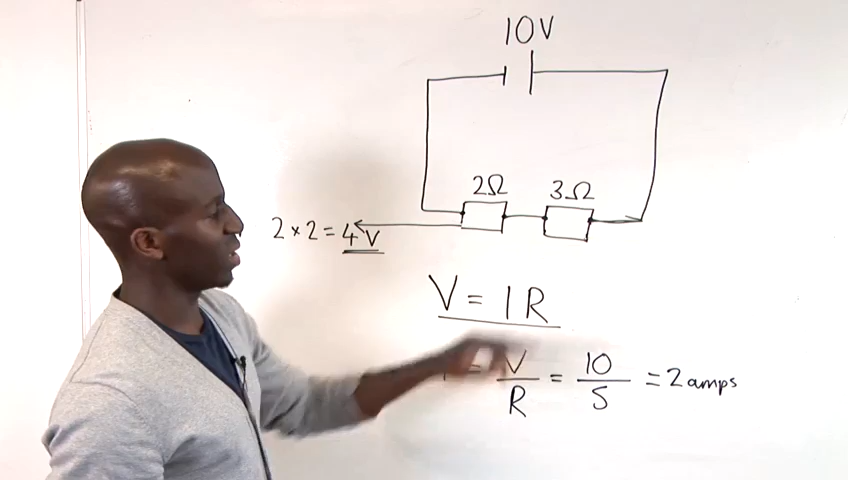 10V
2Ω 3Ω
2 × 2 = 4V
V = IR
= V/R = 10/5 = 2 amps